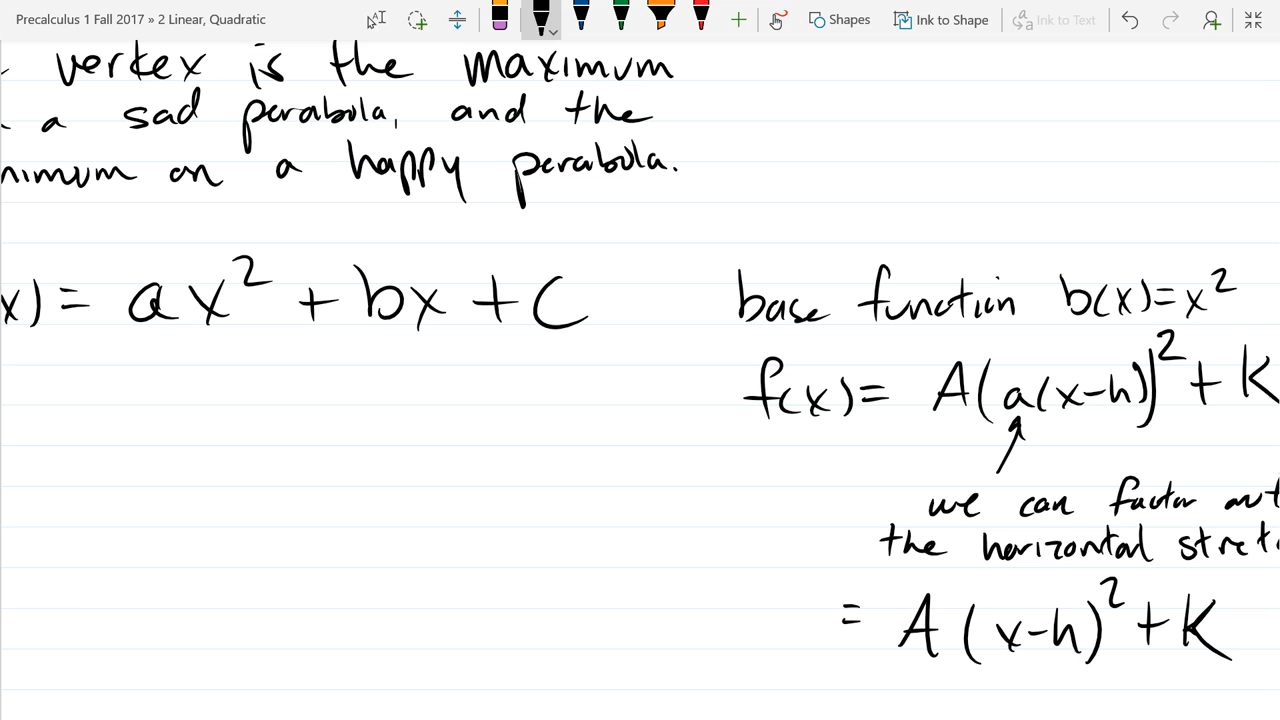 Precalculus 1 Fall 2017 » 2 Linear, Quadratic
Shapes
Ink to Shape
Ink to Text
vertex is the maximum
a sad parabola, and the
nimum on a happy parabola.
x) = ax² + bx + c
base function b(x)=x²
f(x)= A(a(x-h))² + K
we can factor out
the horizontal stret
= A(x-h)² + K